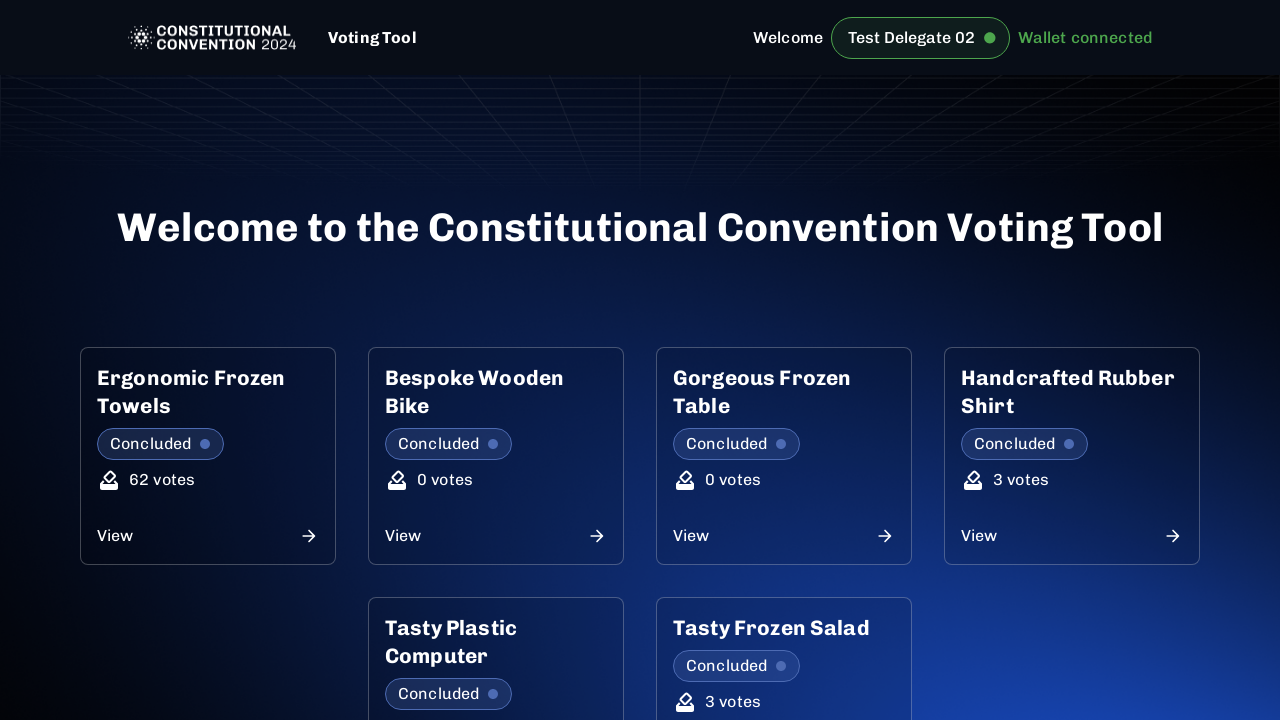 CONSTITUTIONAL
CONVENTION 2024
Voting Tool
Welcome
Test Delegate 02
Wallet connected
Welcome to the Constitutional Convention Voting Tool
Ergonomic Frozen
Towels
Concluded
62 votes
View
Bespoke Wooden
Bike
Concluded
0 votes
View
Gorgeous Frozen
Table
Concluded
0 votes
View
Handcrafted Rubber
Shirt
Concluded
3 votes
View
Tasty Plastic
Computer
Concluded
Tasty Frozen Salad
Concluded
3 votes